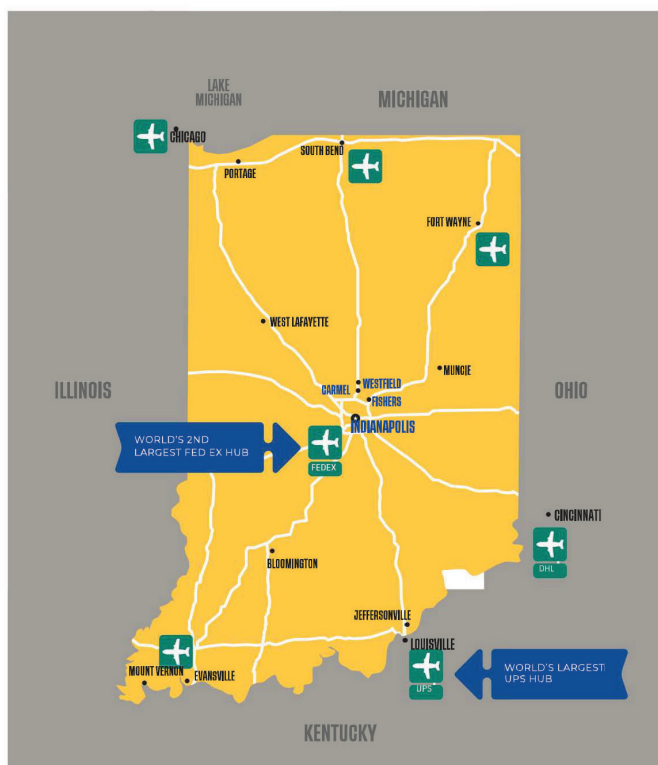 LAKE
MICHIGAN
MICHIGAN
CHICAGO
SOUTH BEND
PORTAGE
FORT WAYNE
WEST LAFAYETTE
MUNCIE
ILLINOIS
WESTFIELD
CARMEL
OHIO
FISHERS
INDIANAPOLIS
WORLD'S 2ND
LARGEST FED EX HUB
FEDEX
CINCINNATI
BLOOMINGTON
DHL
JEFFERSONVILLE
LOUISVILLE
MOUNT VERNON
EVANSVILLE
WORLD'S LARGEST
UPS HUB
UPS
KENTUCKY